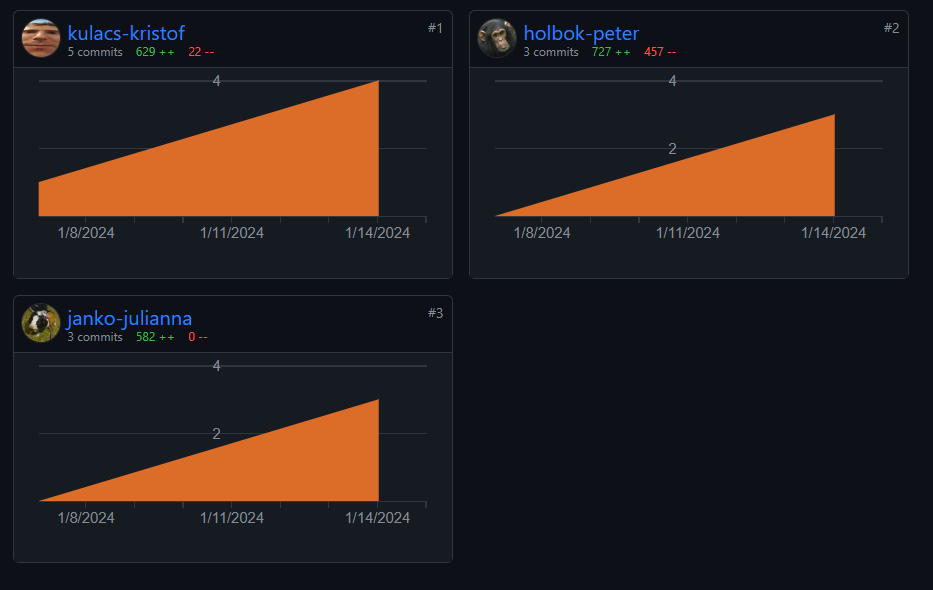 kulacs-kristof #1
5 commits 629 ++ 22 --
4
1/8/2024 1/11/2024 1/14/2024
holbok-peter #2
3 commits 727 ++ 457 --
4
2
1/8/2024 1/11/2024 1/14/2024
janko-julianna #3
3 commits 582 ++ 0 --
4
2
1/8/2024 1/11/2024 1/14/2024